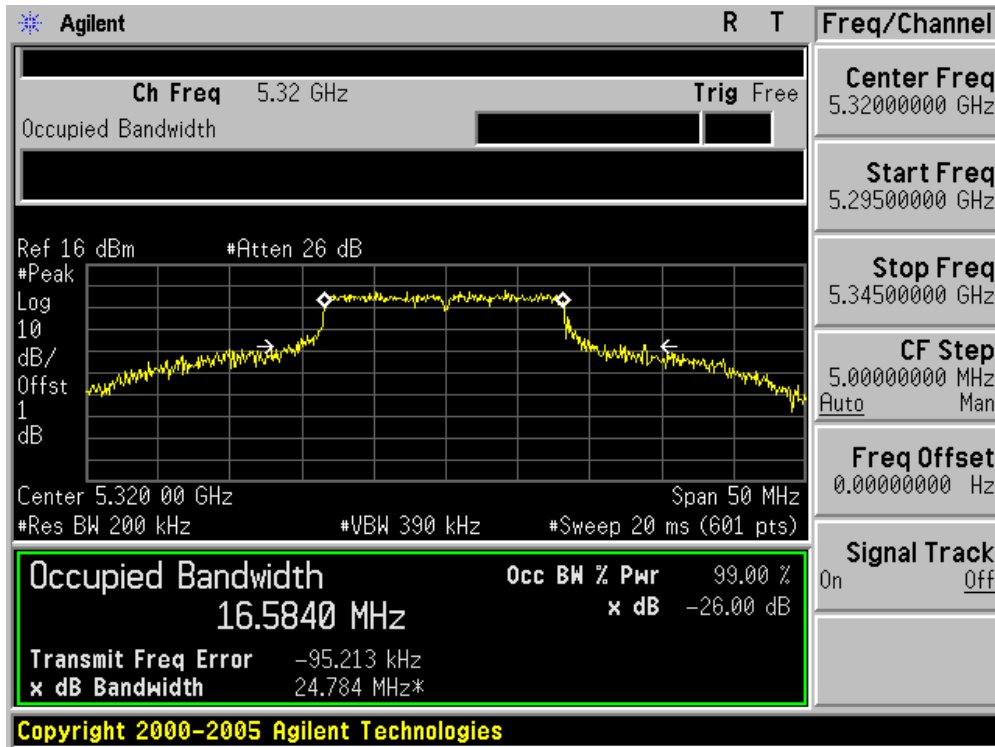 Agilent R T
Ch Freq 5.32 GHz Trig Free
Occupied Bandwidth
Ref 16 dBm #Atten 26 dB
#Peak
Log
10
dB/
Offst
1
dB
Center 5.320 00 GHz Span 50 MHz
#Res BW 200 kHz #VBW 390 kHz #Sweep 20 ms (601 pts)
Occupied Bandwidth
16.5840 MHz
Occ BW % Pwr 99.00 %
x dB -26.00 dB
Transmit Freq Error -95.213 kHz
x dB Bandwidth 24.784 MHz*
Copyright 2000-2005 Agilent Technologies
Freq/Channel
Center Freq
5.32000000 GHz
Start Freq
5.29500000 GHz
Stop Freq
5.34500000 GHz
CF Step
5.00000000 MHz
Auto Man
Freq Offset
0.00000000 Hz
Signal Track
On Off